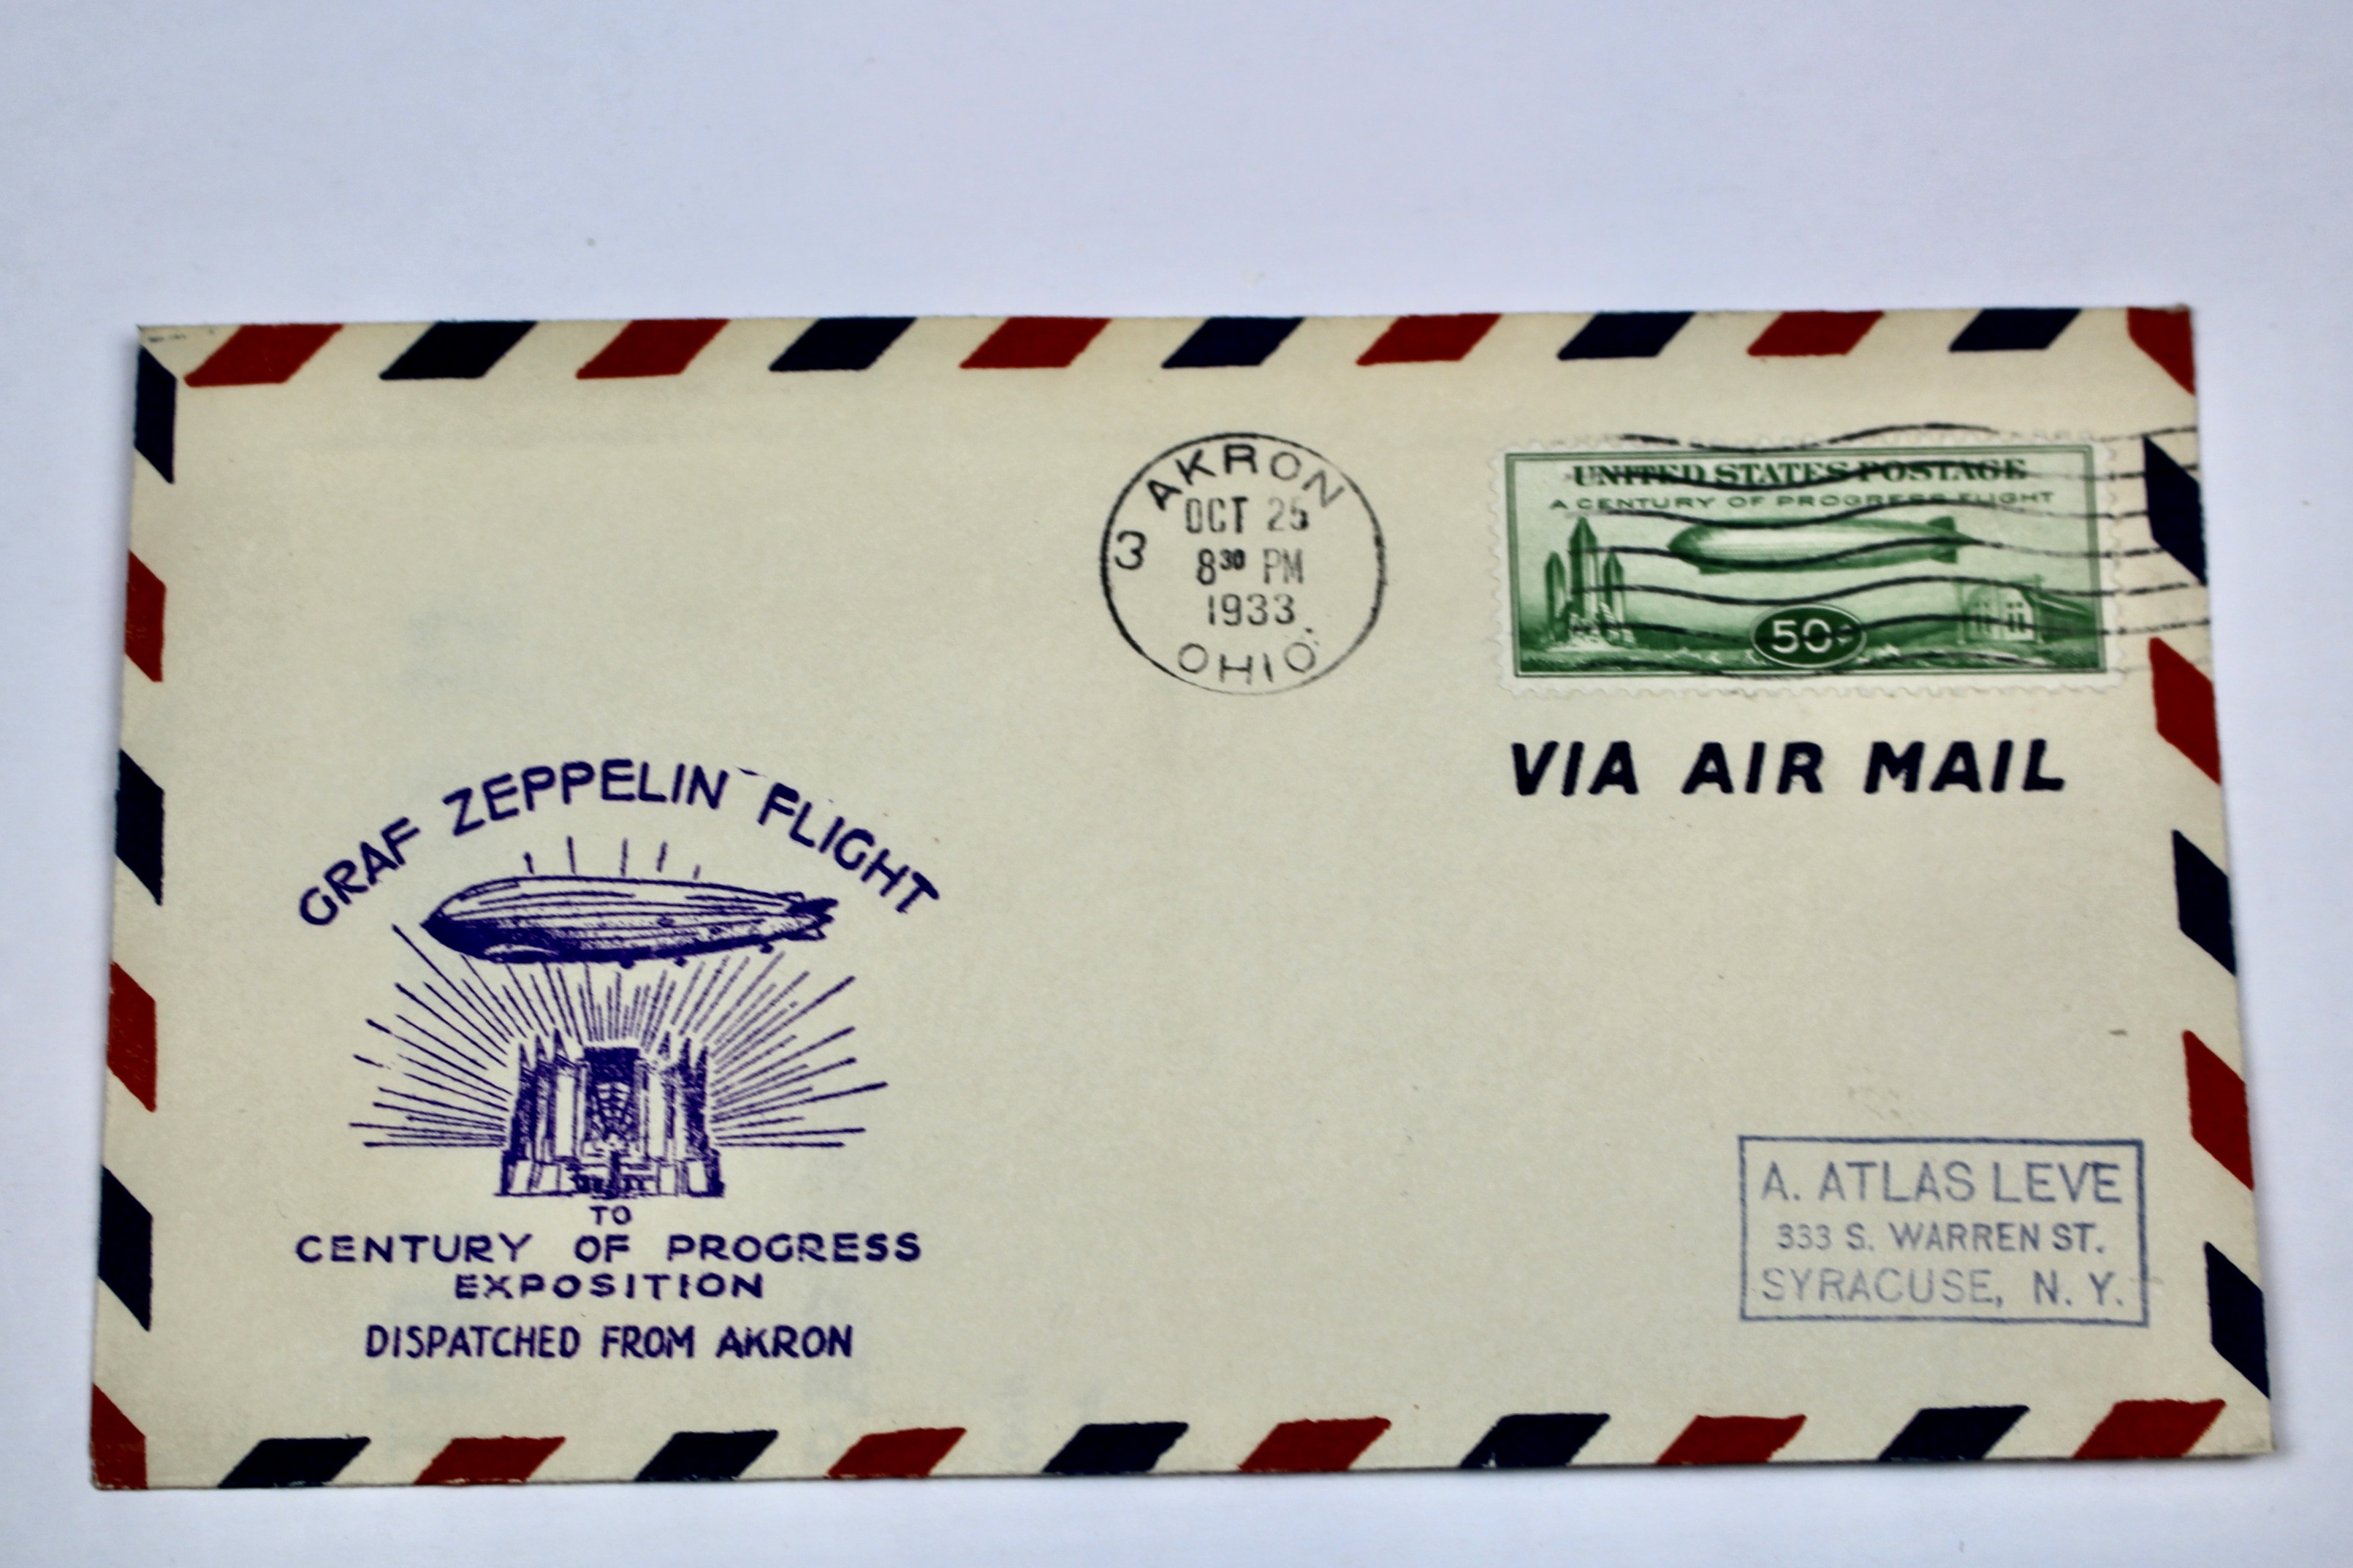 3 AKRON
OCT 25
8 30 PM
1933
OHIO
UNITED STATES POSTAGE
A CENTURY OF PROGRESS FLIGHT
50¢
VIA AIR MAIL
GRAF ZEPPELIN FLIGHT
TO
CENTURY OF PROGRESS
EXPOSITION
DISPATCHED FROM AKRON
A. ATLAS LEVE
333 S. WARREN ST.
SYRACUSE, N. Y.